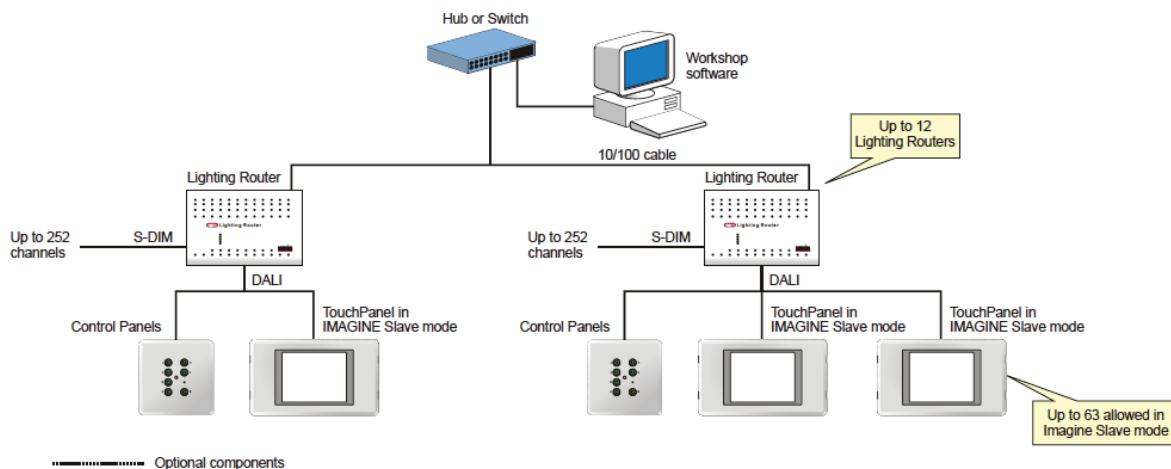 Hub or Switch
Workshop
software
Up to 12
Lighting Routers
10/100 cable
Lighting Router
Lighting Router
Lighting Router
Lighting Router
Up to 252
channels
S-DIM
Up to 252
channels
S-DIM
DALI
DALI
Control Panels
TouchPanel in
IMAGINE Slave mode
Control Panels
TouchPanel in
IMAGINE Slave mode
TouchPanel in
IMAGINE Slave mode
Up to 63 allowed in
Imagine Slave mode
Optional components